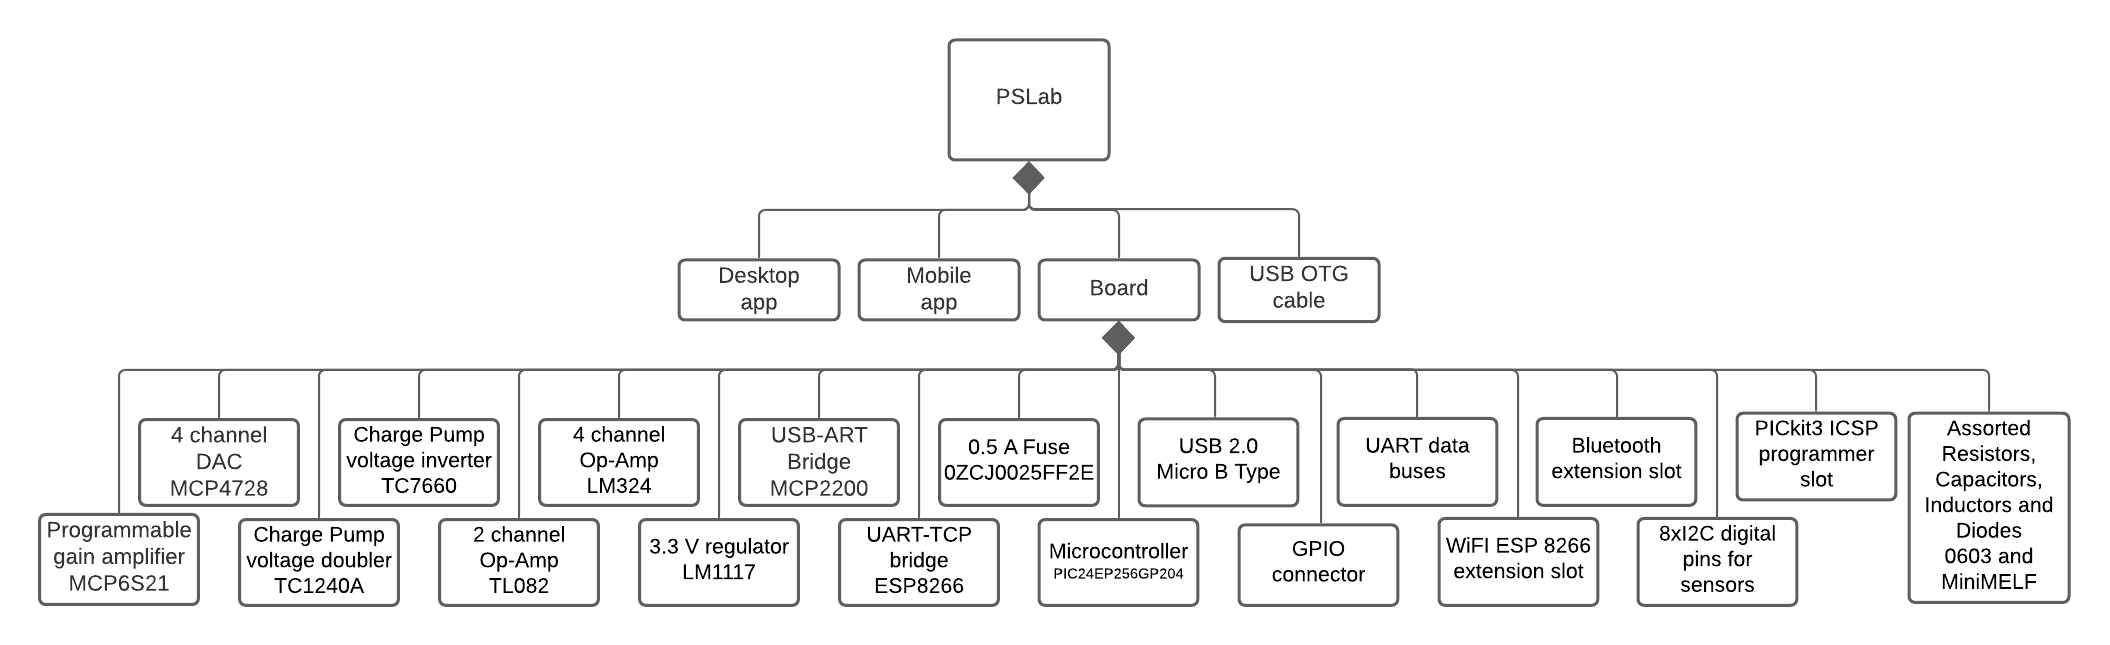 PSLab
Desktop
app
Mobile
app
Board
USB OTG
cable
Programmable
gain amplifier
MCP6S21
4 channel
DAC
MCP4728
Charge Pump
voltage doubler
TC1240A
Charge Pump
voltage inverter
TC7660
2 channel
Op-Amp
TL082
4 channel
Op-Amp
LM324
3.3 V regulator
LM1117
USB-ART
Bridge
MCP2200
UART-TCP
bridge
ESP8266
0.5 A Fuse
0ZCJ0025FF2E
Microcontroller
PIC24EP256GP204
USB 2.0
Micro B Type
GPIO
connector
UART data
buses
WiFI ESP 8266
extension slot
Bluetooth
extension slot
8xI2C digital
pins for
sensors
PICkit3 ICSP
programmer
slot
Assorted
Resistors,
Capacitors,
Inductors and
Diodes
0603 and
MiniMELF